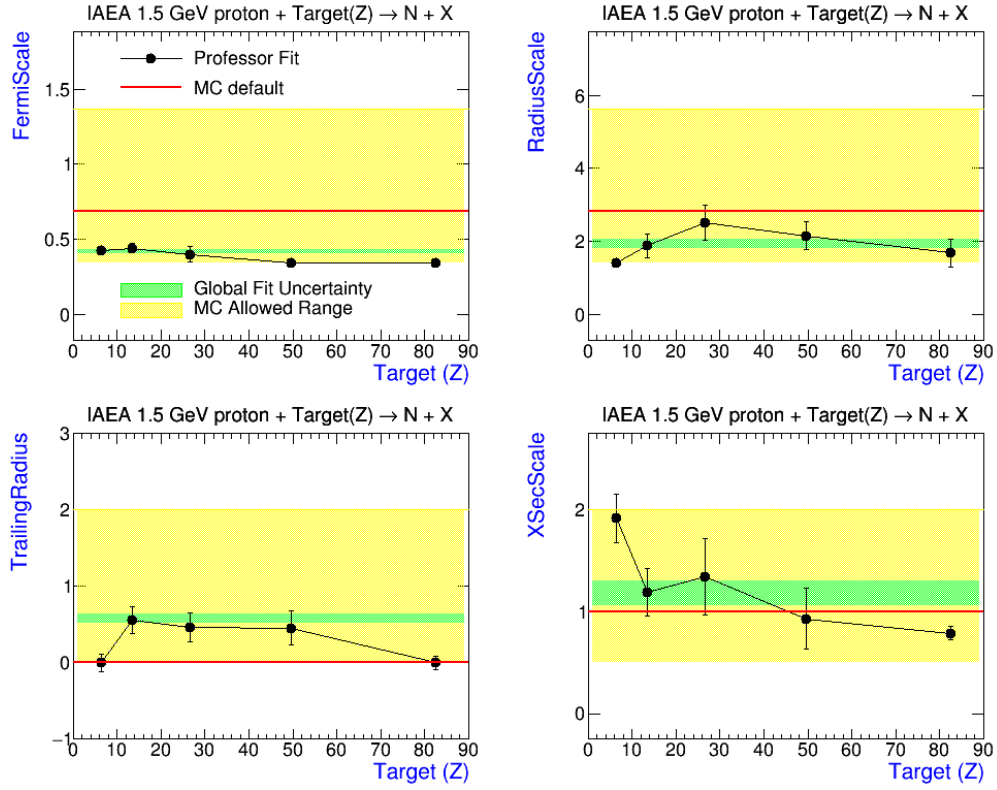 IAEA 1.5 GeV proton + Target(Z) → N + X
FermiScale
1.5
1
0.5
0
Professor Fit
MC default
Global Fit Uncertainty
MC Allowed Range
0 10 20 30 40 50 60 70 80 90
Target (Z)
IAEA 1.5 GeV proton + Target(Z) → N + X
RadiusScale
6
4
2
0
0 10 20 30 40 50 60 70 80 90
Target (Z)
IAEA 1.5 GeV proton + Target(Z) → N + X
TrailingRadius
3
2
1
0
−1
0 10 20 30 40 50 60 70 80 90
Target (Z)
IAEA 1.5 GeV proton + Target(Z) → N + X
XSecScale
2
1
0
0 10 20 30 40 50 60 70 80 90
Target (Z)